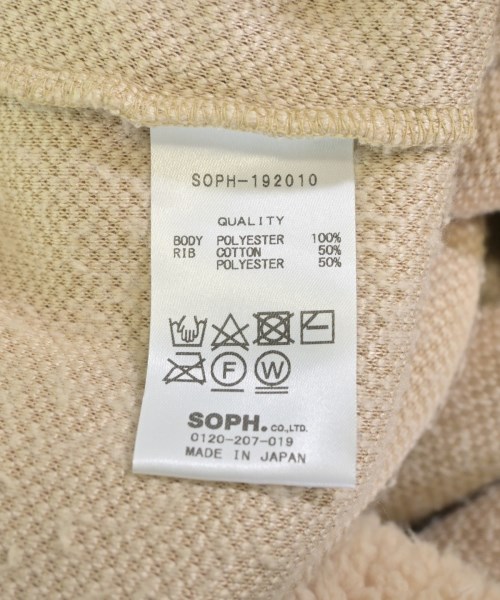 SOPH-192010
QUALITY
BODY POLYESTER 100%
RIB COTTON 50%
POLYESTER 50%
F W
SOPH. CO.,LTD.
0120-207-019
MADE IN JAPAN